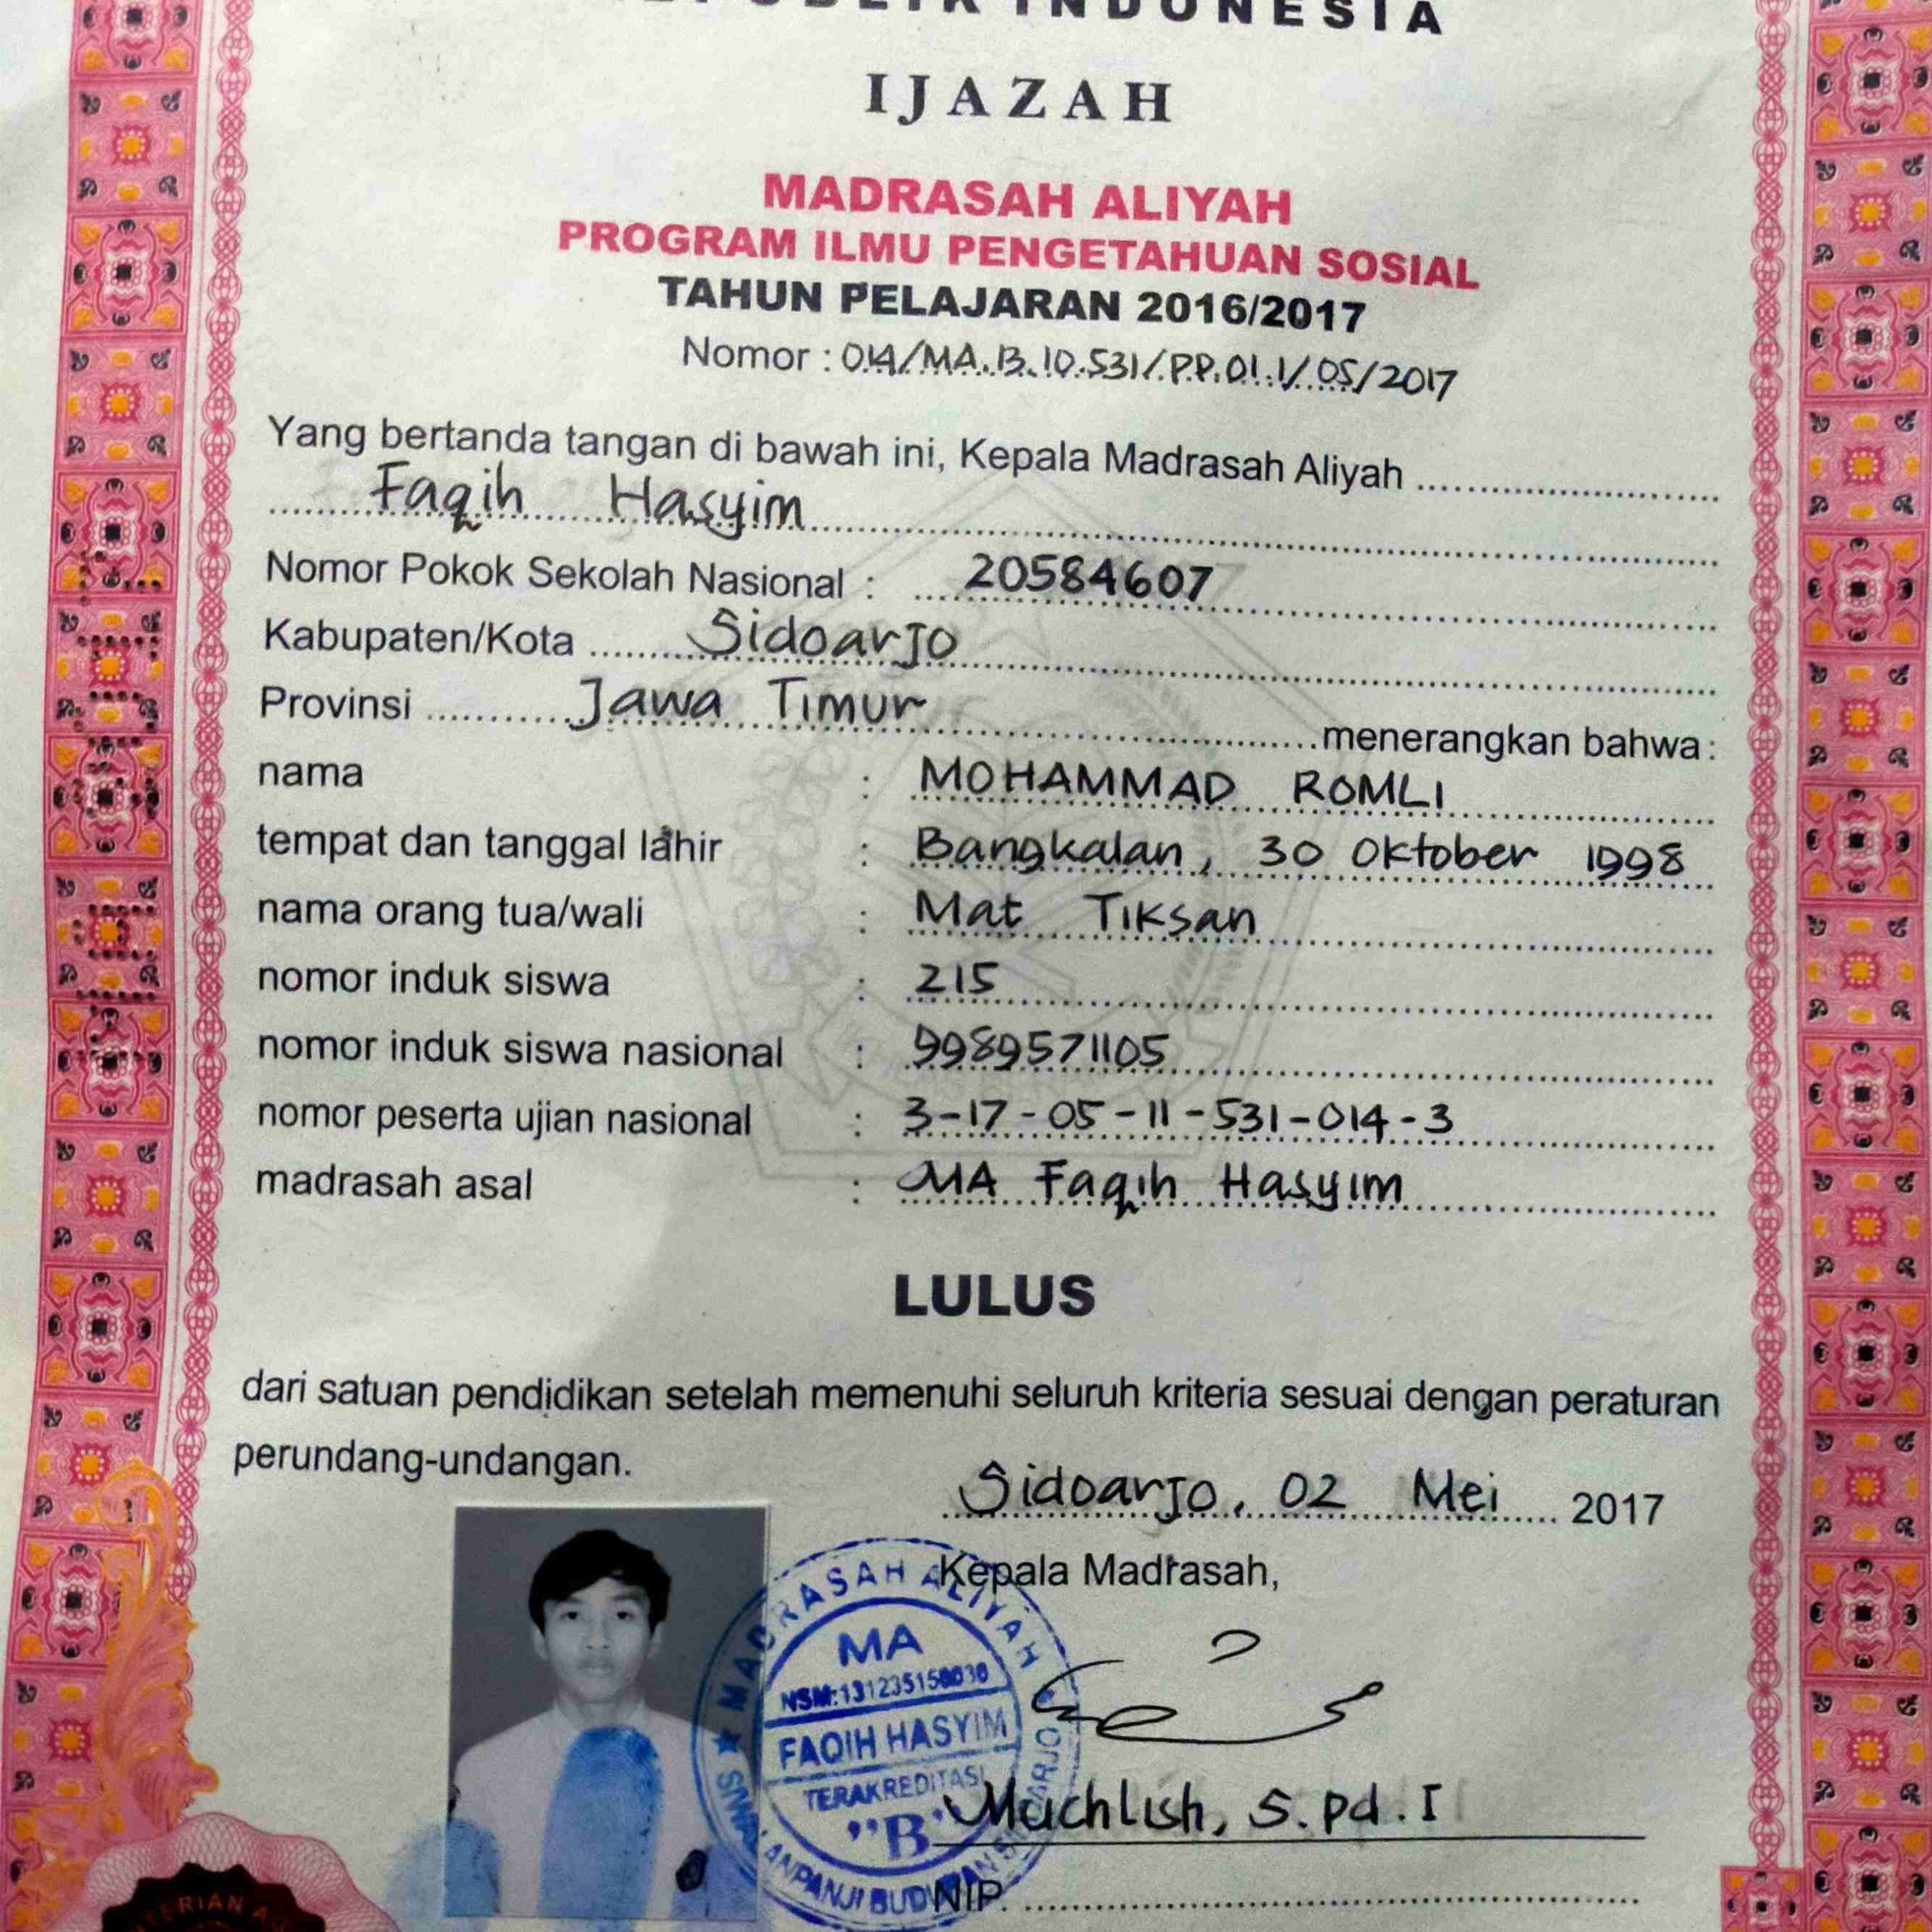 REPUBLIK INDONESIA
IJAZAH
MADRASAH ALIYAH
PROGRAM ILMU PENGETAHUAN SOSIAL
TAHUN PELAJARAN 2016/2017
Nomor : 014/MA.13.10.531/PP.01.1/05/2017
Yang bertanda tangan di bawah ini, Kepala Madrasah Aliyah
Faqih Hasyim
Nomor Pokok Sekolah Nasional : 20584607
Kabupaten/Kota Sidoarjo
Provinsi Jawa Timur menerangkan bahwa :
nama : MOHAMMAD ROMLI
tempat dan tanggal lahir : Bangkalan, 30 Oktober 1998
nama orang tua/wali : Mat Tiksan
nomor induk siswa : 215
nomor induk siswa nasional : 9989571105
nomor peserta ujian nasional : 3-17-05-11-531-014-3
madrasah asal : MA Faqih Hasyim
LULUS
dari satuan pendidikan setelah memenuhi seluruh kriteria sesuai dengan peraturan
perundang-undangan.
Sidoarjo, 02 Mei 2017
Kepala Madrasah,
MADRASAH ALIYAH
MA
FAQIH HASYIM
TERAKREDITASI
"B"
Muchlish, S.Pd.I
NIP.